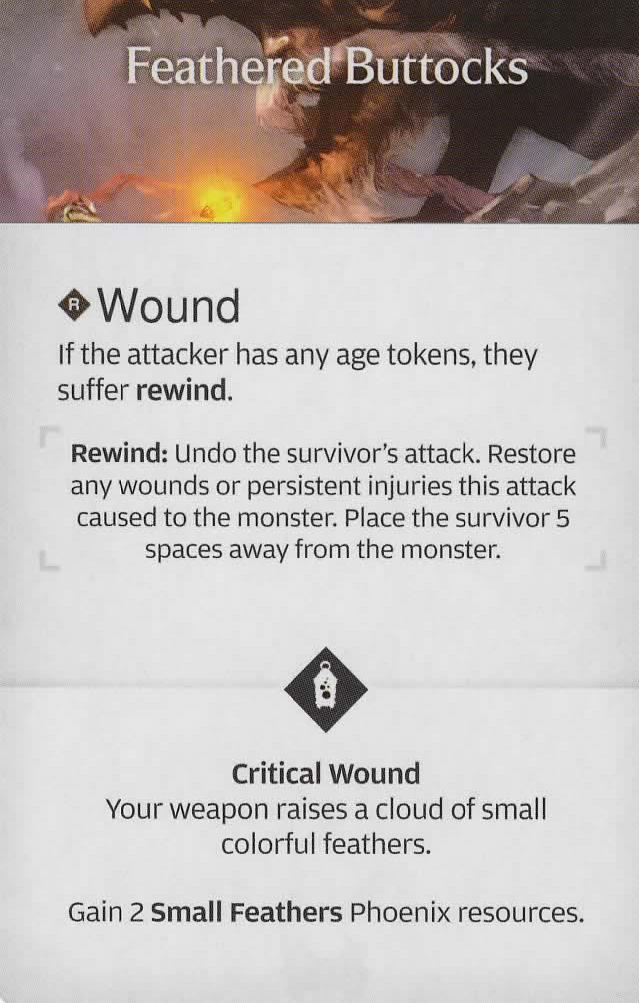 Feathered Buttocks
R Wound
If the attacker has any age tokens, they
suffer rewind.
Rewind: Undo the survivor's attack. Restore
any wounds or persistent injuries this attack
caused to the monster. Place the survivor 5
spaces away from the monster.
Critical Wound
Your weapon raises a cloud of small
colorful feathers.
Gain 2 Small Feathers Phoenix resources.